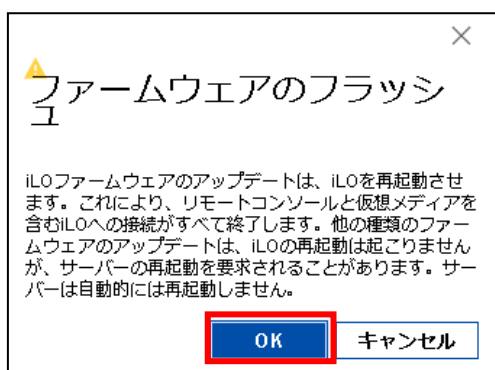 ファームウェアのフラッシ
ュ
iLOファームウェアのアップデートは、iLOを再起動させ
ます。これにより、リモートコンソールと仮想メディアを
含むiLOへの接続がすべて終了します。他の種類のファー
ムウェアのアップデートは、iLOの再起動は起こりません
が、サーバーの再起動を要求されることがあります。サー
バーは自動的には再起動しません。
OK
キャンセル